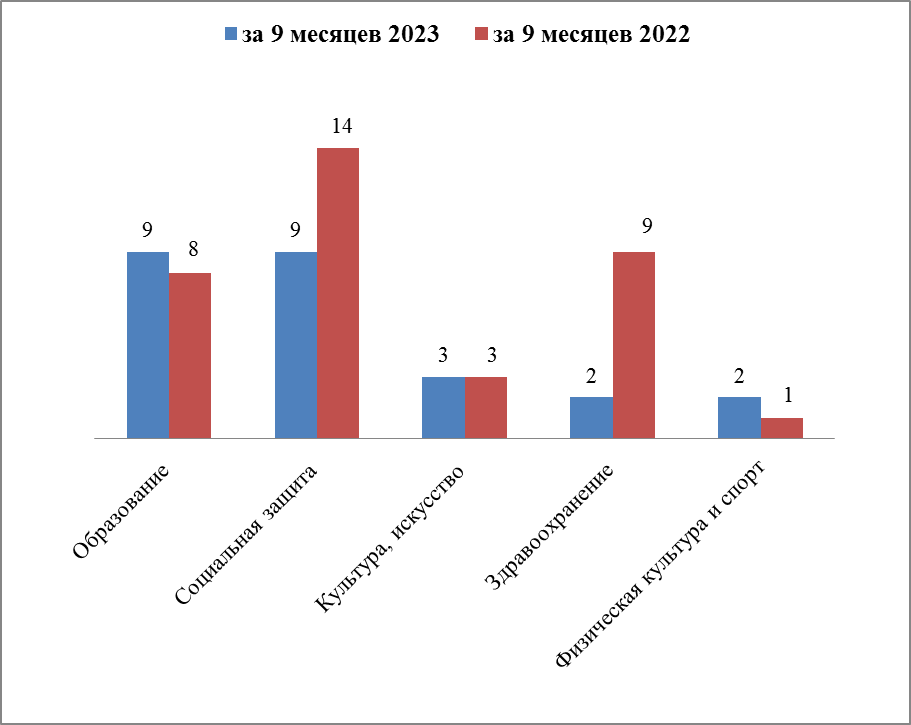 за 9 месяцев 2023 за 9 месяцев 2022
14
9 8 9 9
3 3 2 2 1
Образование
Социальная защита
Культура, искусство
Здравоохранение
Физическая культура и спорт